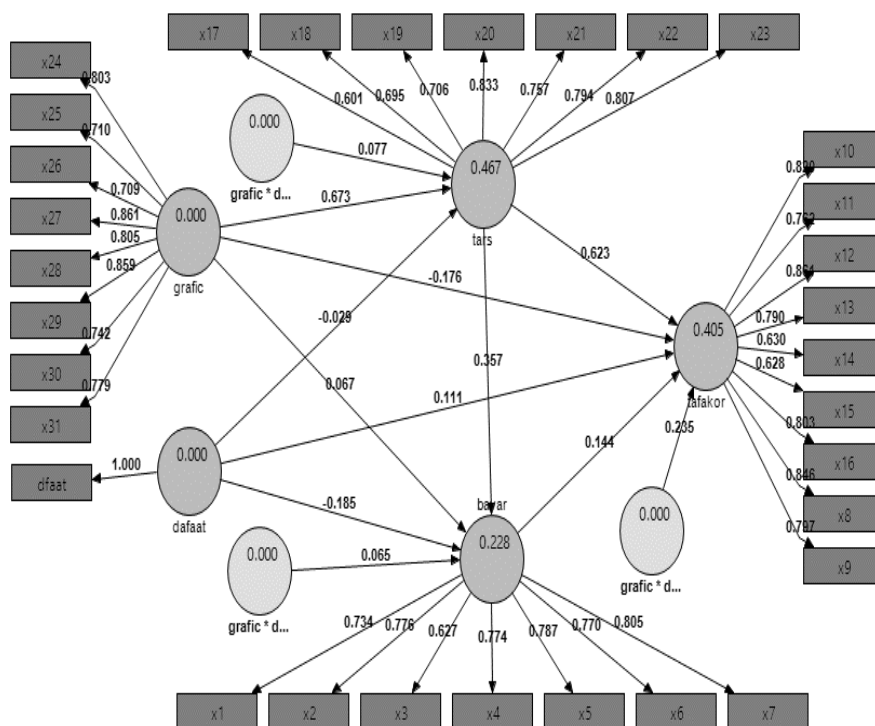 x17 x18 x19 x20 x21 x22 x23
x24
0.803
x25
0.710
x26
0.709
x27
0.861
x28
0.805
x29
0.859
x30
0.742
x31
0.779
0.601 0.695 0.706 0.833 0.757 0.794 0.807
0.000
grafic * d...
0.077
0.467
tars
0.000
grafic
0.673
-0.176
0.623
-0.029
0.067
0.357
0.111
x10
x11
x12
0.861
x13
0.790
x14
0.630
x15
0.628
x16
0.803
x8
0.846
x9
0.797
0.405
tafakor
dfaat
1.000
0.000
dafaat
-0.185
0.144
0.235
0.000
grafic * d...
0.065
0.228
0.000
grafic * d...
0.734 0.776 0.627 0.774 0.787 0.770 0.805
x1 x2 x3 x4 x5 x6 x7